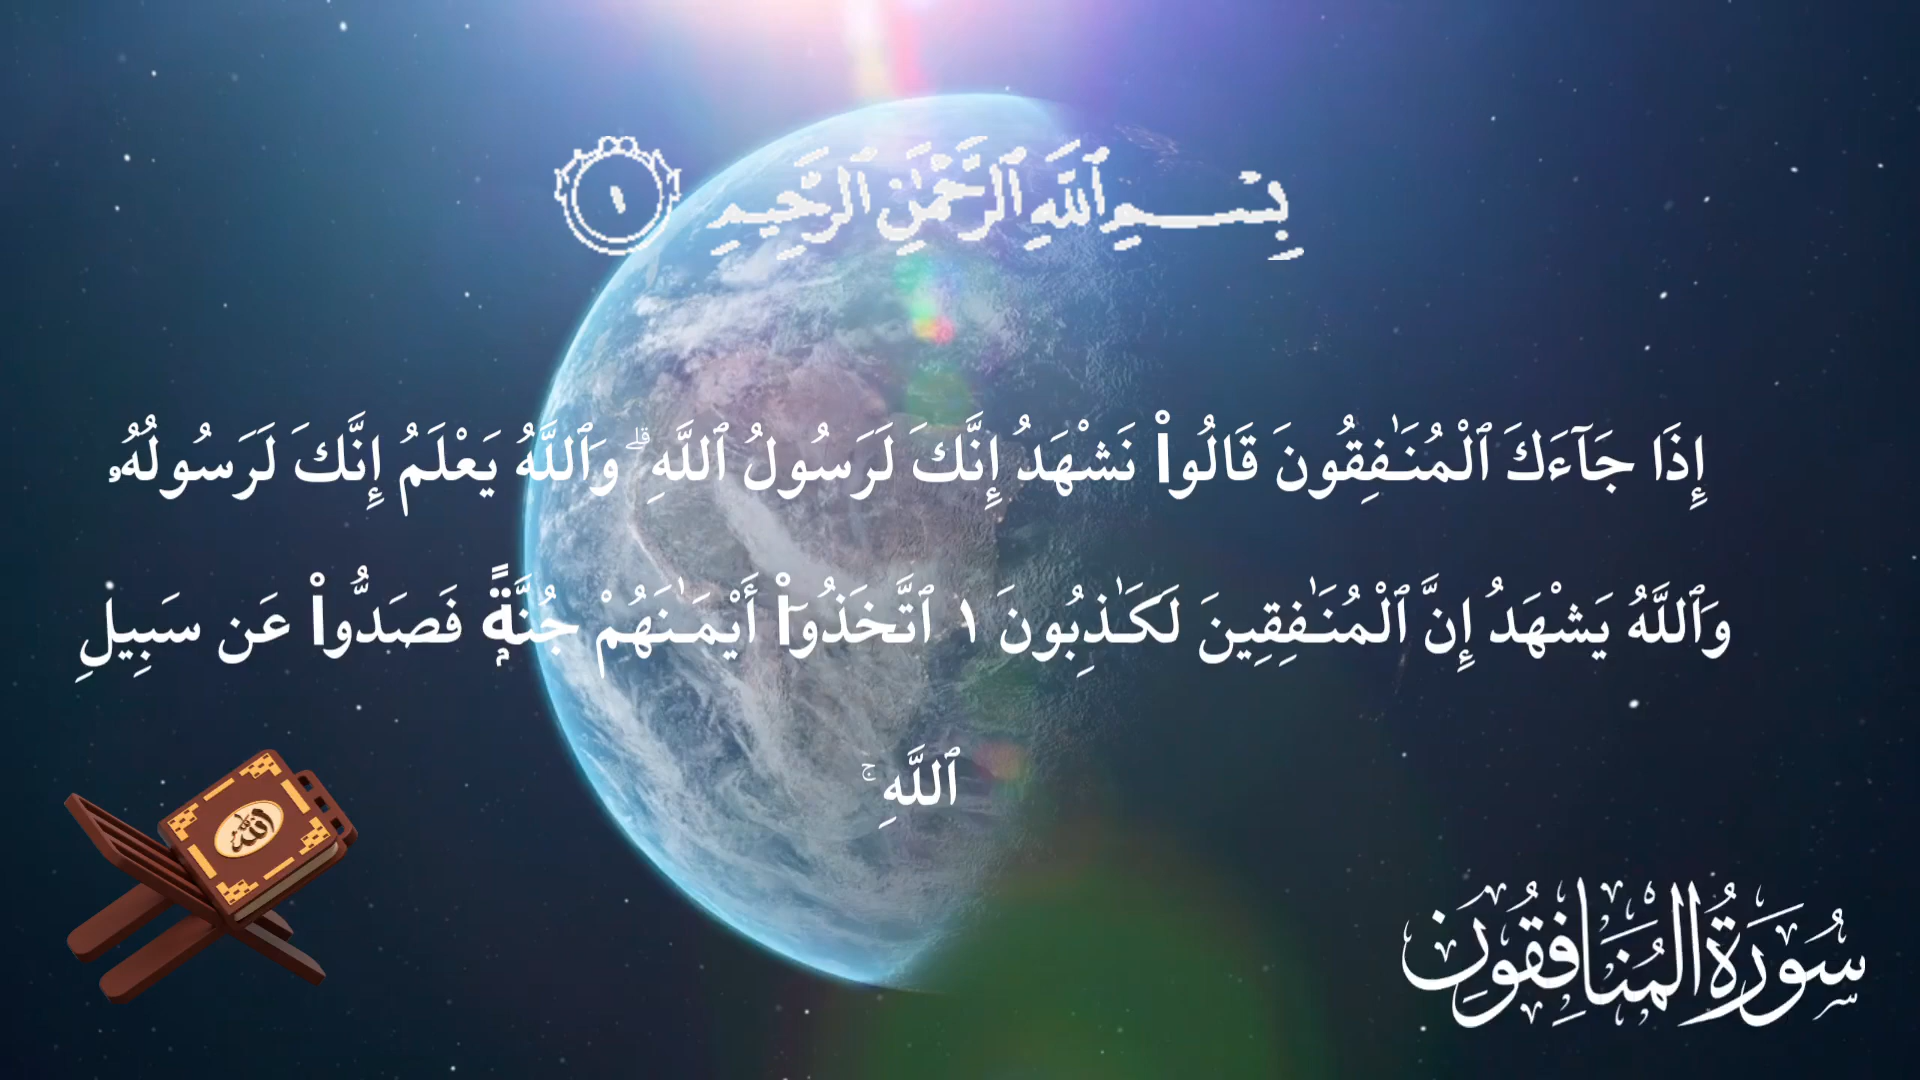 بِسْمِ ٱللَّهِ ٱلرَّحْمَٰنِ ٱلرَّحِيمِ ١
إِذَا جَآءَكَ ٱلْمُنَـٰفِقُونَ قَالُوا۟ نَشْهَدُ إِنَّكَ لَرَسُولُ ٱللَّهِ ۗ وَٱللَّهُ يَعْلَمُ إِنَّكَ لَرَسُولُهُۥ
وَٱللَّهُ يَشْهَدُ إِنَّ ٱلْمُنَـٰفِقِينَ لَكَـٰذِبُونَ ١ ٱتَّخَذُوٓا۟ أَيْمَـٰنَهُمْ جُنَّةًۭ فَصَدُّوا۟ عَن سَبِيلِ
ٱللَّهِ ۚ
الله
سُورَةُ المُنَافِقُونَ